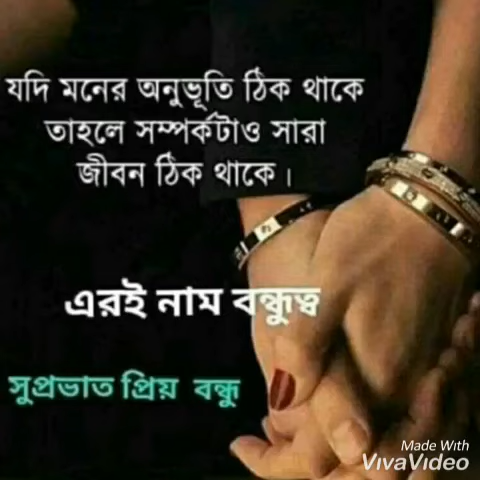 যদি মনের অনুভূতি ঠিক থাকে
তাহলে সম্পর্কটাও সারা
জীবন ঠিক থাকে।
এরই নাম বন্ধুত্ব
সুপ্রভাত প্রিয় বন্ধু
Made With
VivaVideo